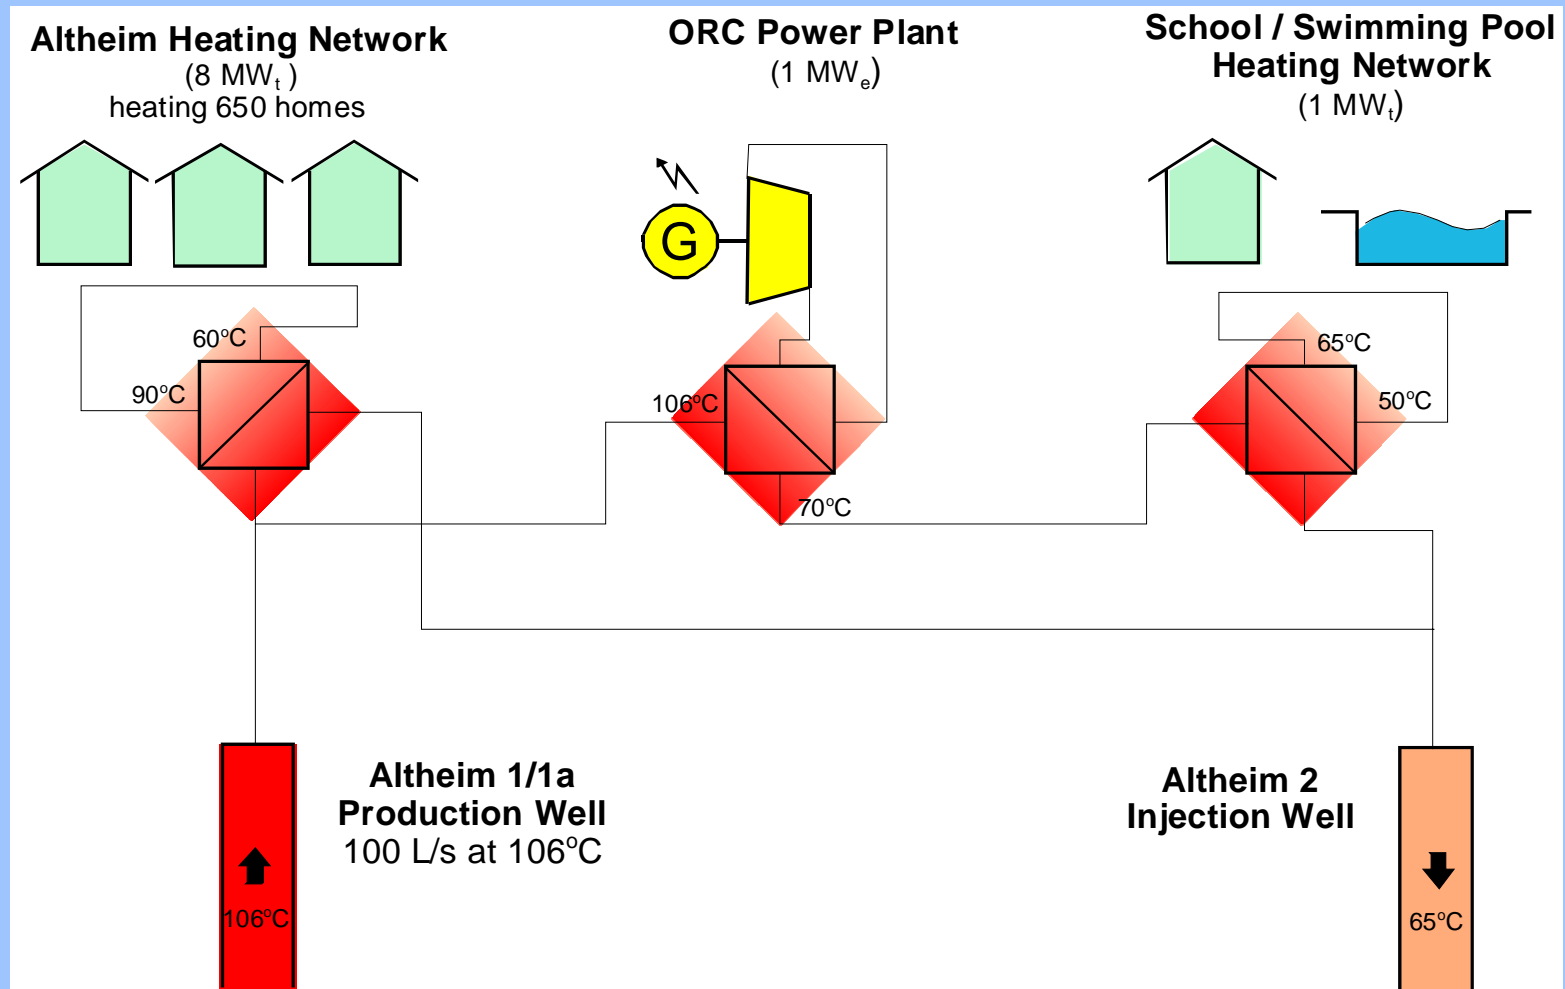 Altheim Heating Network
(8 MWt )
heating 650 homes
ORC Power Plant
(1 MWe)
School / Swimming Pool
Heating Network
(1 MWt)
G
60°C
90°C
106°C
70°C
65°C
50°C
Altheim 1/1a
Production Well
100 L/s at 106°C
106°C
Altheim 2
Injection Well
65°C